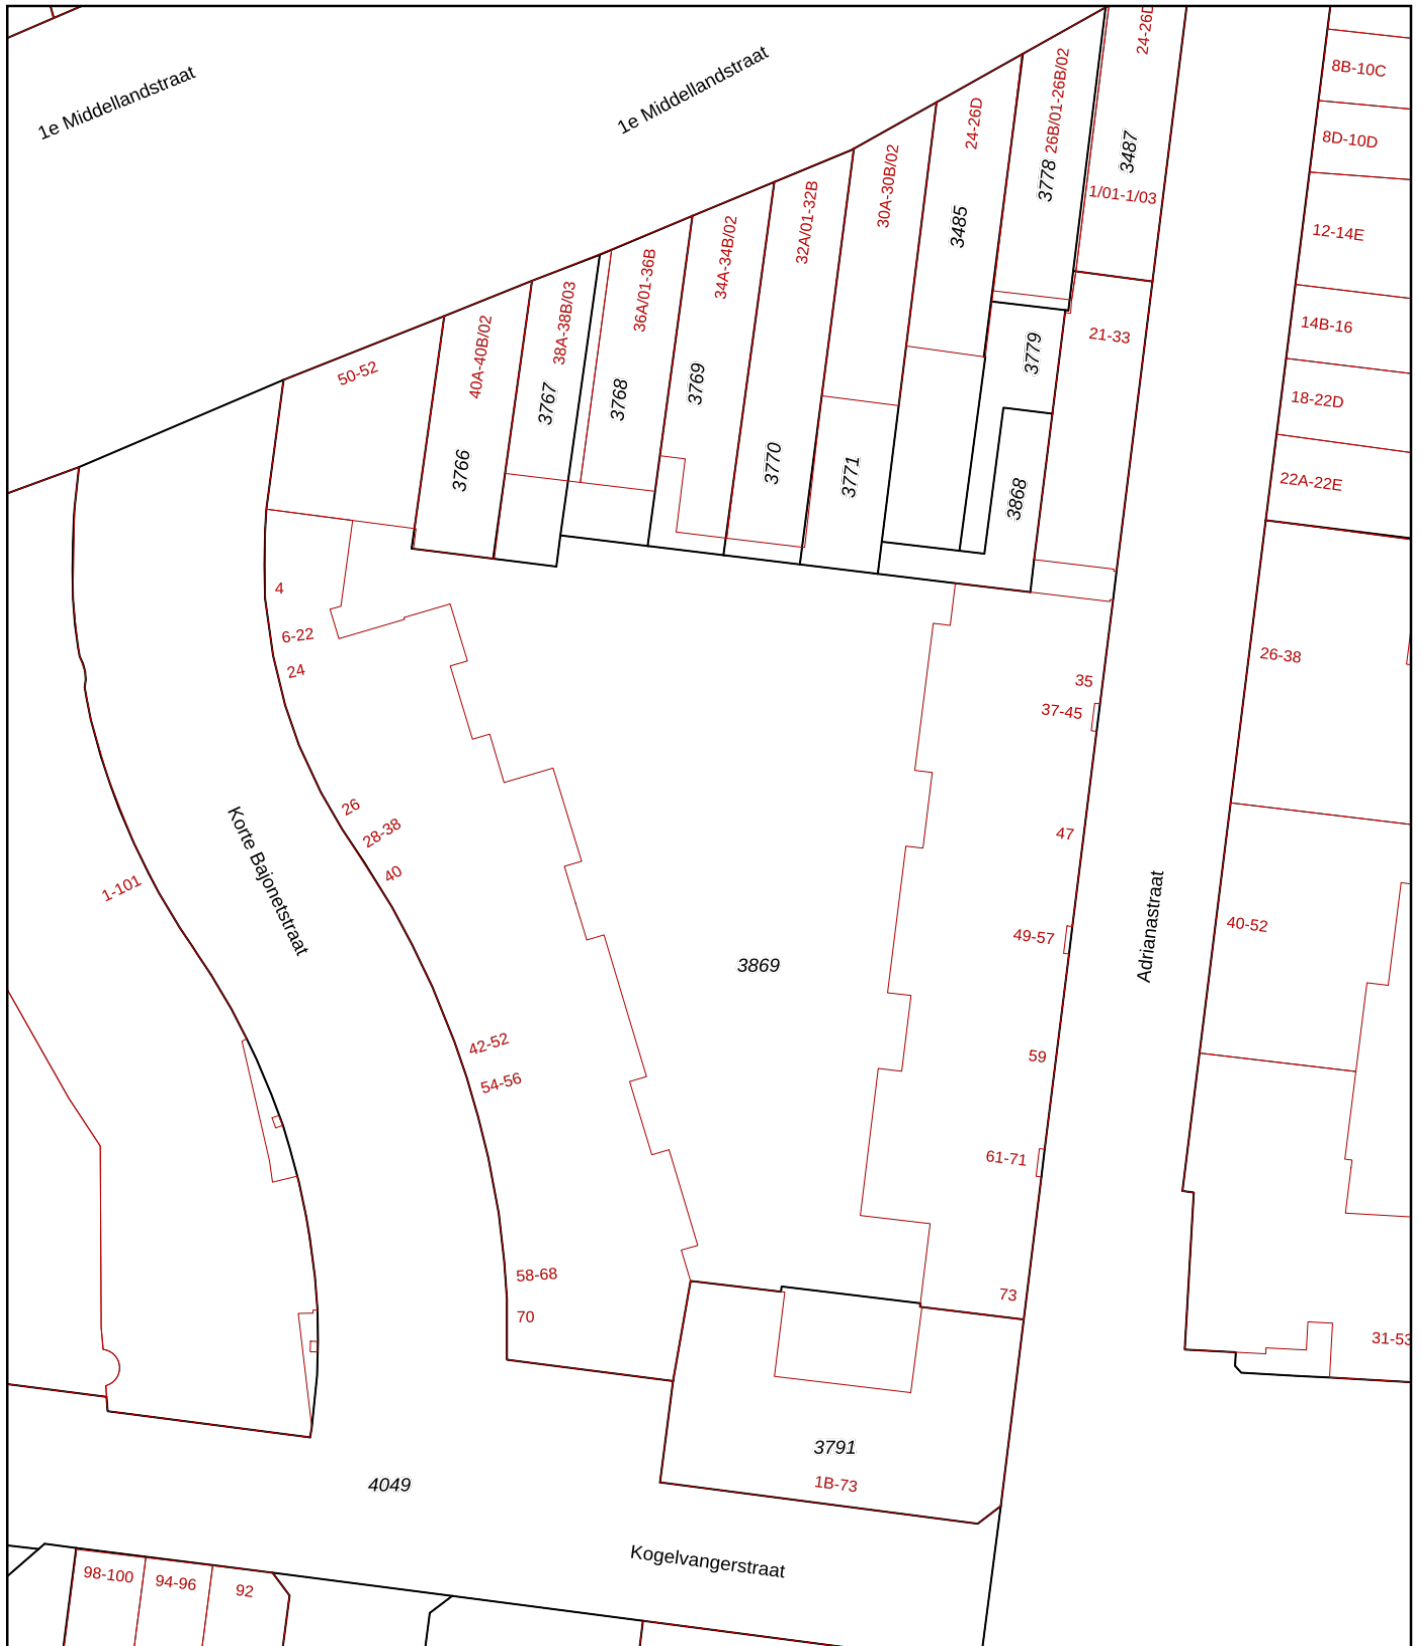 1e Middellandstraat
1e Middellandstraat
24-26D
8B-10C
8D-10D
12-14E
14B-16
18-22D
22A-22E
26B/01-26B/02
3778
3487
1/01-1/03
24-26D
3485
30A-30B/02
32A/01-32B
34A-34B/02
36A/01-36B
38A-38B/03
40A-40B/02
50-52
3779
21-33
3769
3768
3767
3766
3770
3771
3868
4
6-22
24
26
28-38
40
1-101
Korte Bajonetstraat
35
37-45
47
49-57
59
61-71
73
26-38
40-52
Adrianastraat
3869
42-52
54-56
58-68
70
31-53
3791
1B-73
4049
Kogelvangerstraat
98-100
94-96
92